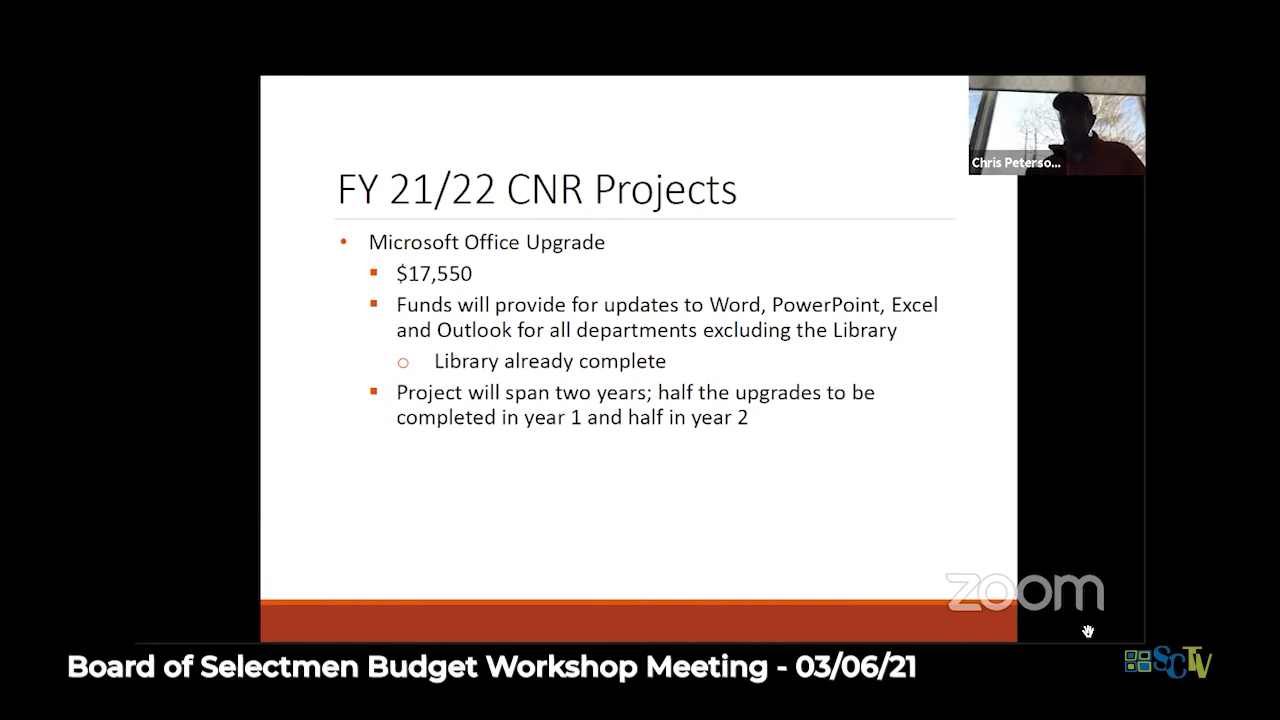 Chris Peterso...
FY 21/22 CNR Projects
Microsoft Office Upgrade
$17,550
Funds will provide for updates to Word, PowerPoint, Excel
and Outlook for all departments excluding the Library
Library already complete
Project will span two years; half the upgrades to be
completed in year 1 and half in year 2
zoom
Board of Selectmen Budget Workshop Meeting - 03/06/21
SCTV